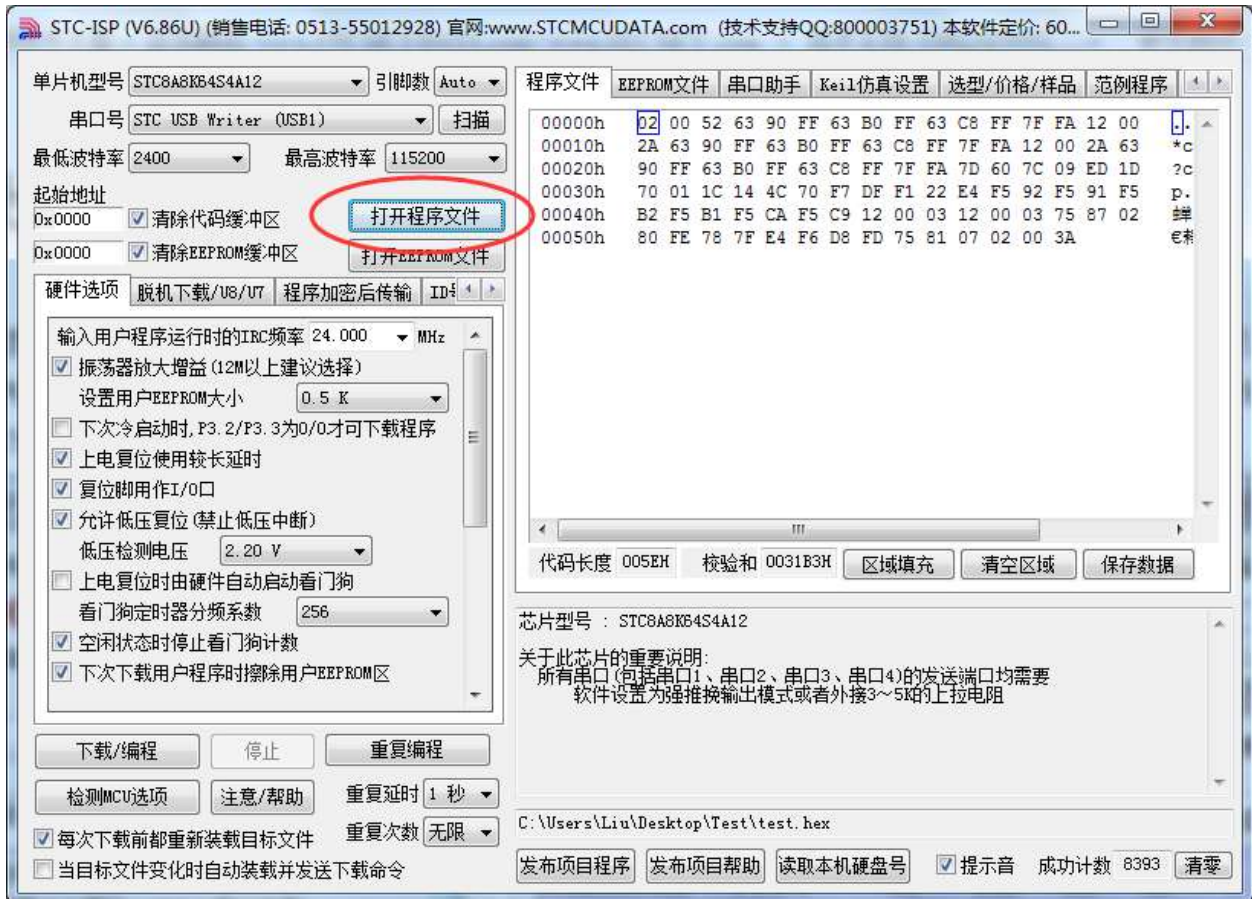 STC-ISP (V6.86U) (销售电话: 0513-55012928) 官网:www.STCMCUDATA.com (技术支持QQ:800003751) 本软件定价: 60...
单片机型号 STC8A8K64S4A12 引脚数 Auto
串口号 STC USB Writer (USB1) 扫描
最低波特率 2400 最高波特率 115200
起始地址
0x0000 清除代码缓冲区 打开程序文件
0x0000 清除EEPROM缓冲区 打开EEPROM文件
硬件选项 脱机下载/U8/U7 程序加密后传输
输入用户程序运行时的IRC频率 24.000 MHz
振荡器放大增益(12M以上建议选择)
设置用户EEPROM大小 0.5 K
下次冷启动时,P3.2/P3.3为0/0才可下载程序
上电复位使用较长延时
复位脚用作I/O口
允许低压复位(禁止低压中断)
低压检测电压 2.20 V
上电复位时由硬件自动启动看门狗
看门狗定时器分频系数 256
空闲状态时停止看门狗计数
下次下载用户程序时擦除用户EEPROM区
下载/编程 停止 重复编程
检测MCU选项 注意/帮助 重复延时 1 秒
每次下载前都重新装载目标文件 重复次数 无限
当目标文件变化时自动装载并发送下载命令
程序文件 EEPROM文件 串口助手 Keil仿真设置 选型/价格/样品 范例程序
00000h 02 00 52 63 90 FF 63 B0 FF 63 C8 FF 7F FA 12 00 ..
00010h 2A 63 90 FF 63 B0 FF 63 C8 FF 7F FA 12 00 2A 63 *c
00020h 90 FF 63 B0 FF 63 C8 FF 7F FA 7D 60 7C 09 ED 1D ?c
00030h 70 01 1C 14 4C 70 F7 DF F1 22 E4 F5 92 F5 91 F5 p.
00040h B2 F5 B1 F5 CA F5 C9 12 00 03 12 00 03 75 87 02 蝉
00050h 80 FE 78 7F E4 F6 D8 FD 75 81 07 02 00 3A
代码长度 005EH 校验和 0031B3H 区域填充 清空区域 保存数据
芯片型号 : STC8A8K64S4A12
关于此芯片的重要说明:
所有串口(包括串口1、串口2、串口3、串口4)的发送端口均需要
软件设置为强推挽输出模式或者外接3~5K的上拉电阻
C:\Users\Liu\Desktop\Test\test.hex
发布项目程序 发布项目帮助 读取本机硬盘号 提示音 成功计数 8393 清零